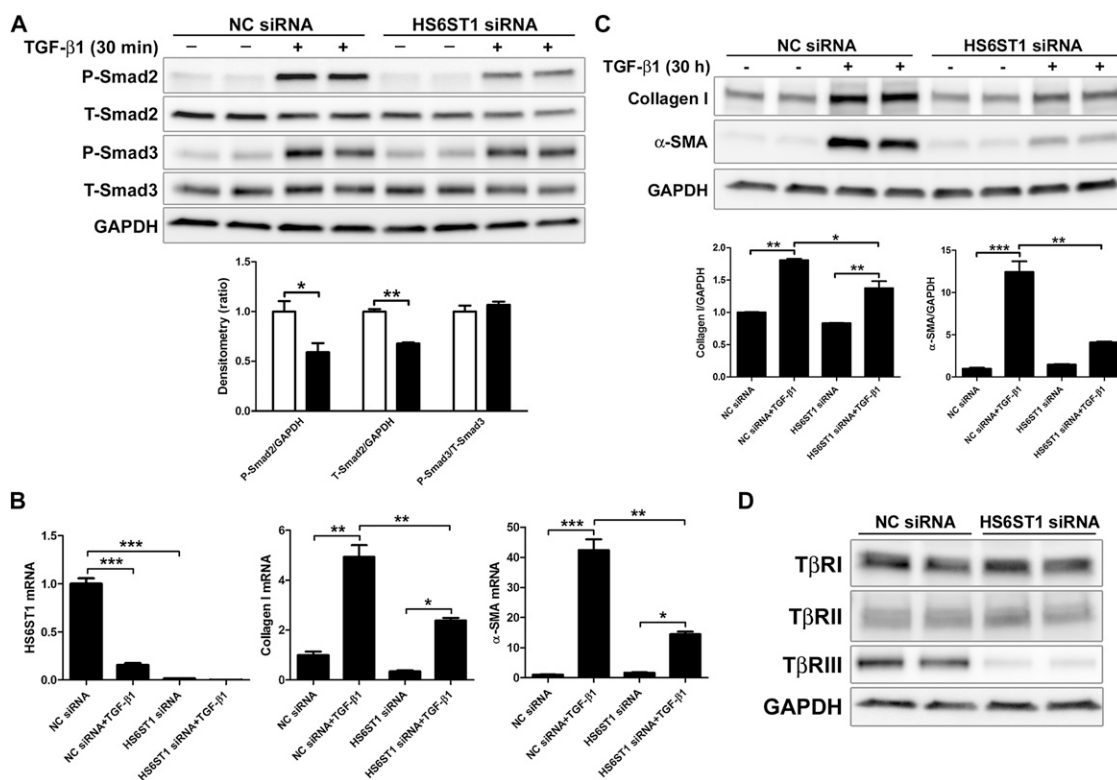 A
NC siRNA HS6ST1 siRNA
TGF-β1 (30 min) – – + + – – + +
P-Smad2
T-Smad2
P-Smad3
T-Smad3
GAPDH
Densitometry (ratio)
1.5
1.0
0.5
0.0
* **
P-Smad2/GAPDH
T-Smad2/GAPDH
P-Smad3/T-Smad3
B
HS6ST1 mRNA
1.5
1.0
0.5
0.0
***
***
NC siRNA
NC siRNA+TGF-β1
HS6ST1 siRNA
HS6ST1 siRNA+TGF-β1
Collagen I mRNA
6
4
2
0
** **
*
NC siRNA
NC siRNA+TGF-β1
HS6ST1 siRNA
HS6ST1 siRNA+TGF-β1
α-SMA mRNA
50
40
30
20
10
0
*** **
*
NC siRNA
NC siRNA+TGF-β1
HS6ST1 siRNA
HS6ST1 siRNA+TGF-β1
C
NC siRNA HS6ST1 siRNA
TGF-β1 (30 h) - - + + - - + +
Collagen I
α-SMA
GAPDH
Collagen I/GAPDH
2.0
1.5
1.0
0.5
0.0
** *
**
NC siRNA
NC siRNA+TGF-β1
HS6ST1 siRNA
HS6ST1 siRNA+TGF-β1
α-SMA/GAPDH
15
10
5
0
*** **
NC siRNA
NC siRNA+TGF-β1
HS6ST1 siRNA
HS6ST1 siRNA+TGF-β1
D
NC siRNA HS6ST1 siRNA
TβRI
TβRII
TβRIII
GAPDH